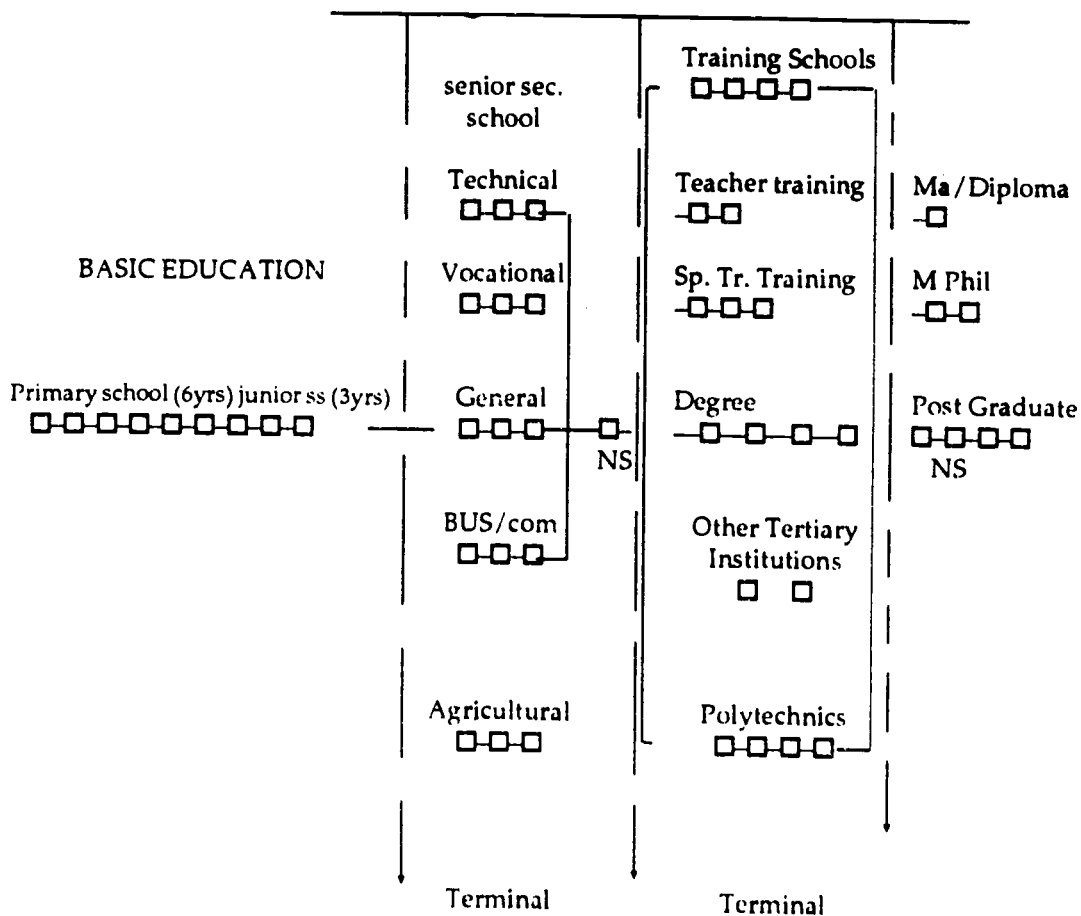 BASIC EDUCATION
Primary school (6yrs) junior ss (3yrs)
senior sec.
school
Technical
Vocational
General
NS
BUS/com
Agricultural
Terminal
Training Schools
Teacher training
Sp. Tr. Training
Degree
Other Tertiary
Institutions
Polytechnics
Terminal
Ma/Diploma
M Phil
Post Graduate
NS